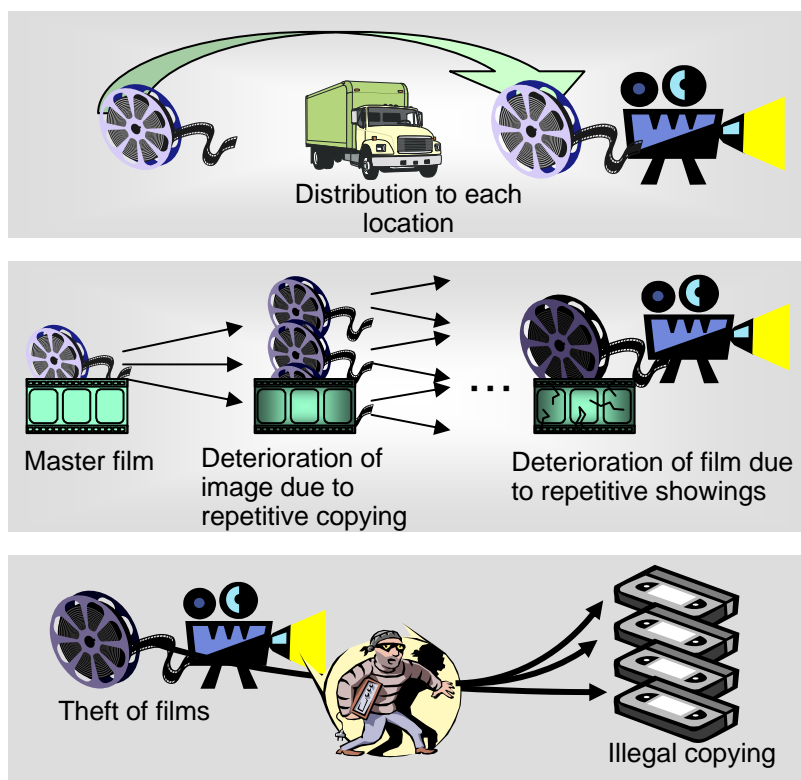 Distribution to each
location
...
Master film
Deterioration of
image due to
repetitive copying
Deterioration of film due
to repetitive showings
Theft of films
Illegal copying